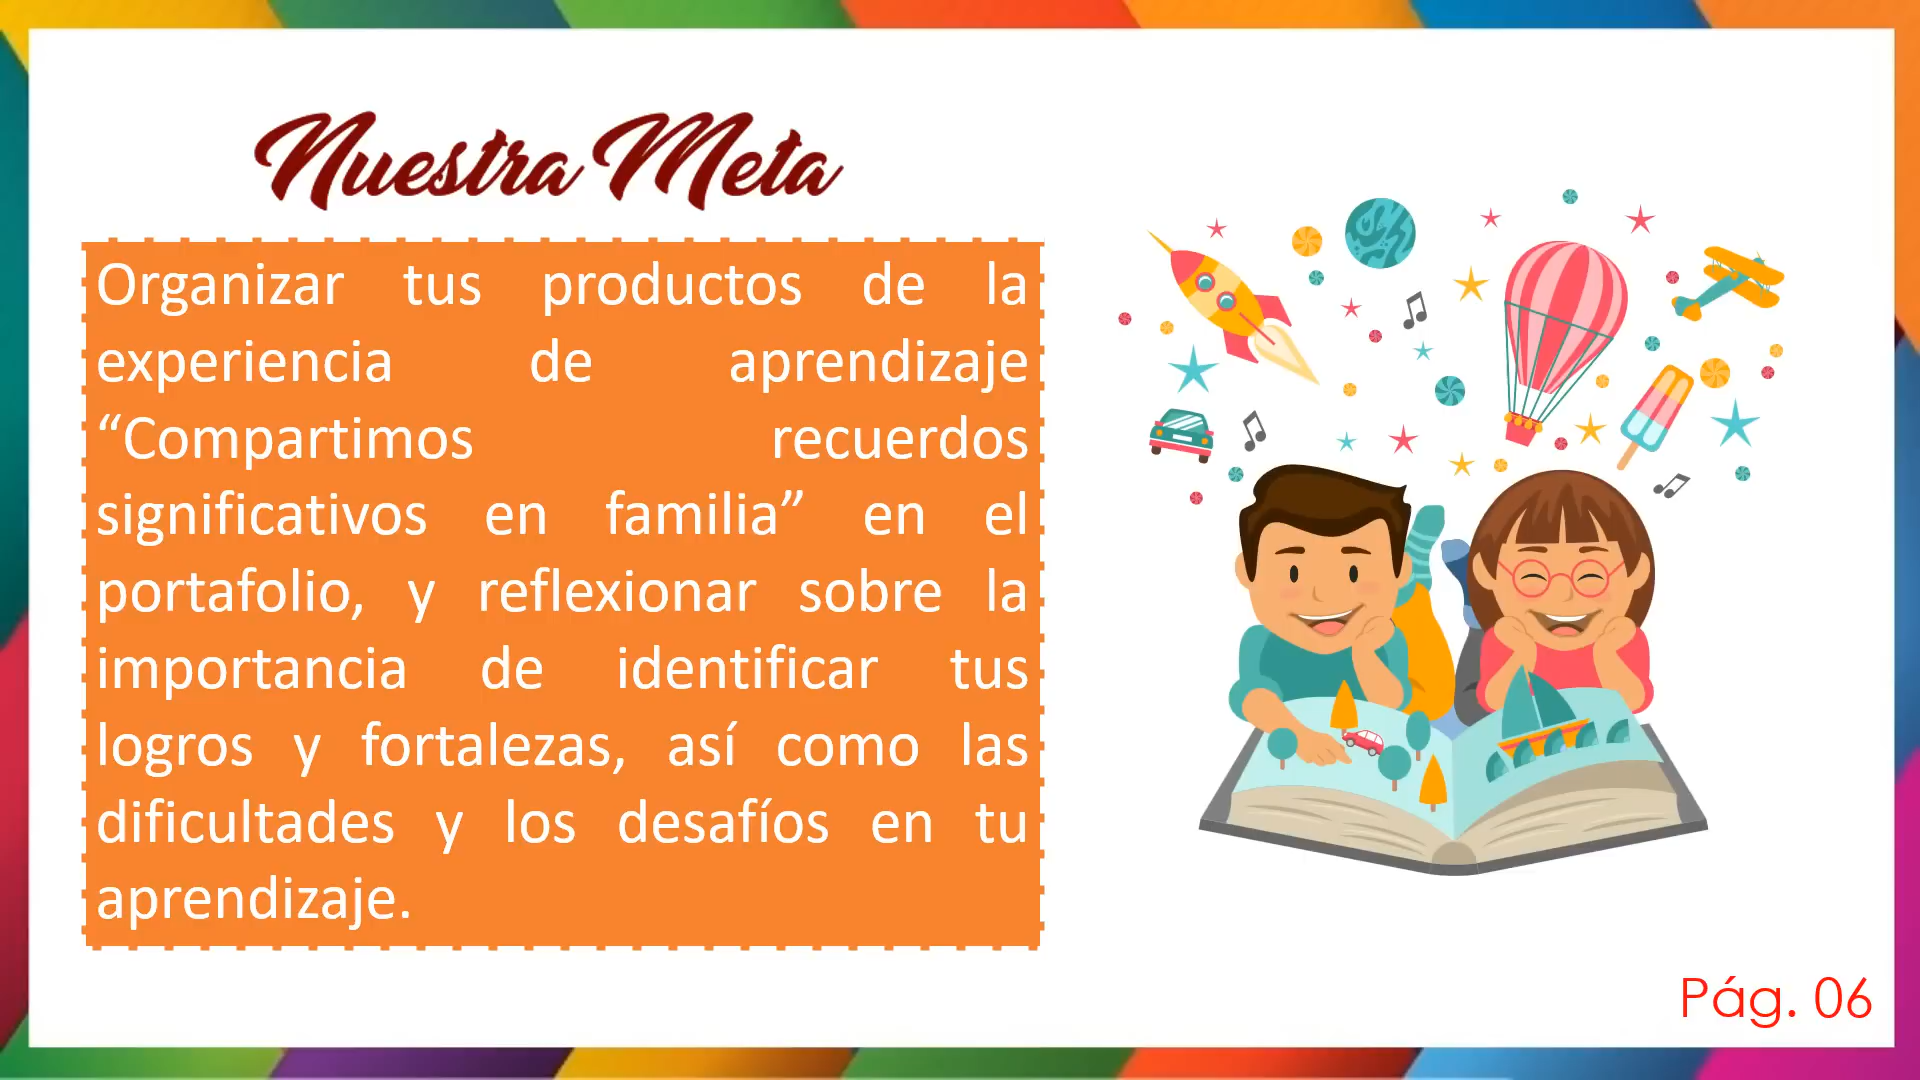 Nuestra Meta
Organizar tus productos de la
experiencia de aprendizaje
“Compartimos recuerdos
significativos en familia” en el
portafolio, y reflexionar sobre la
importancia de identificar tus
logros y fortalezas, así como las
dificultades y los desafíos en tu
aprendizaje.
Pág. 06